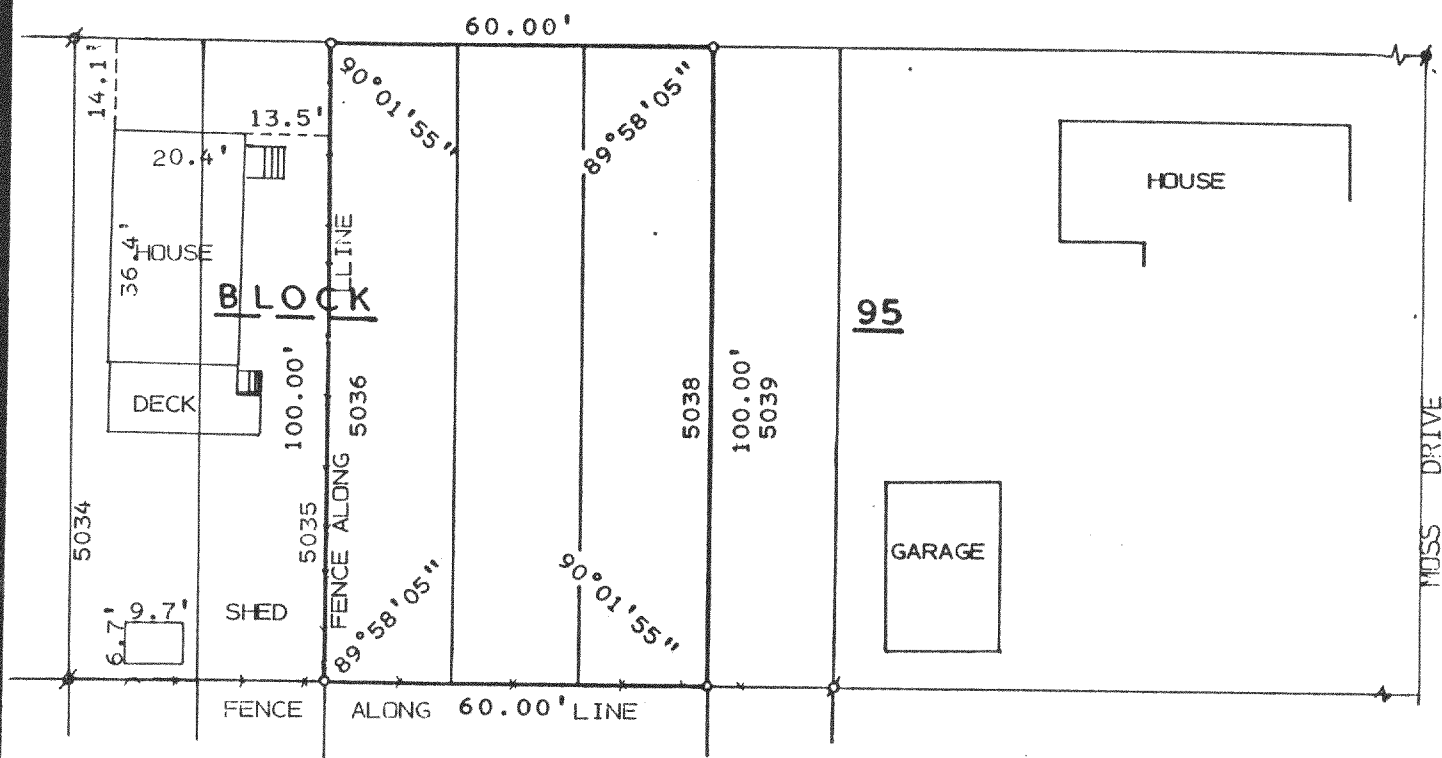 60.00'
14.1'
90°01'55"
89°58'05"
13.5'
20.4'
HOUSE
36.4'
HOUSE
LINE
BLOCK
95
100.00'
5036
5038
100.00'
5039
DECK
MOSS DRIVE
5034
5035
FENCE ALONG
GARAGE
9.7'
6.7'
SHED
89°58'05"
90°01'55"
FENCE ALONG 60.00' LINE